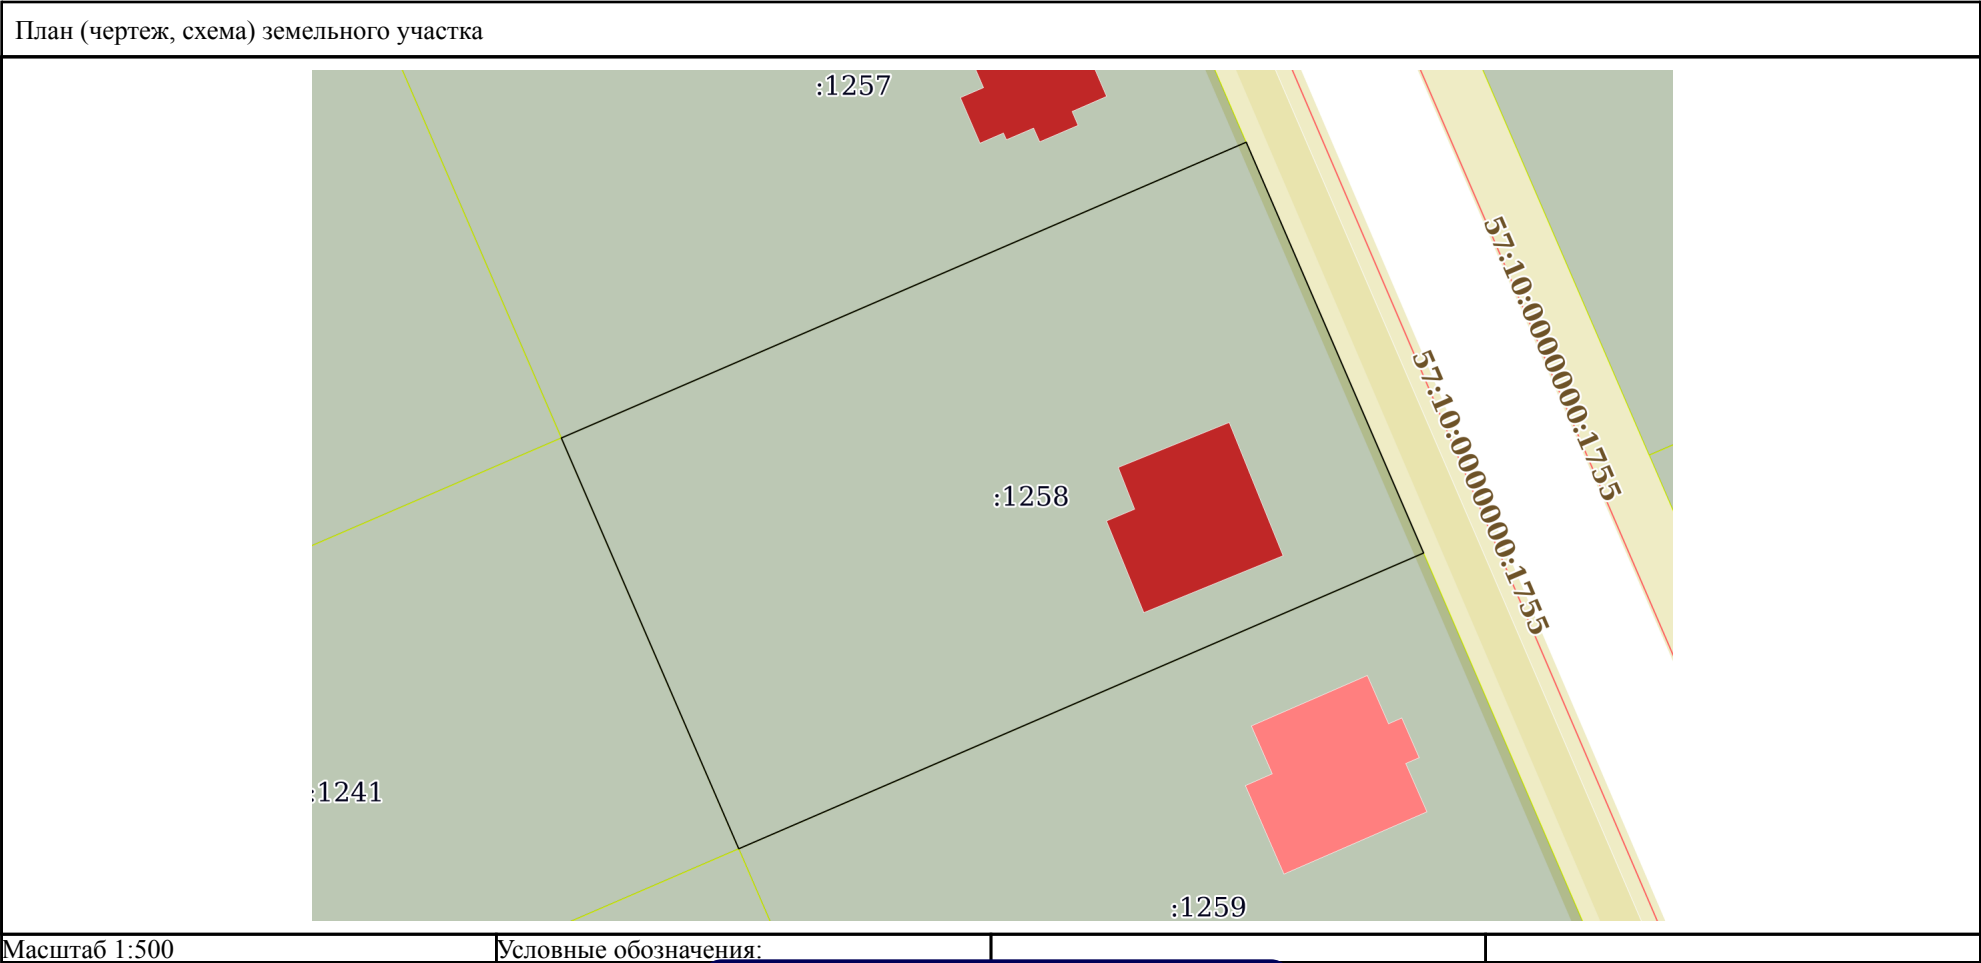 План (чертеж, схема) земельного участка
:1257
57:10:0000000:1755
57:10:0000000:1755
:1258
:1241
:1259
Масштаб 1:500
Условные обозначения: